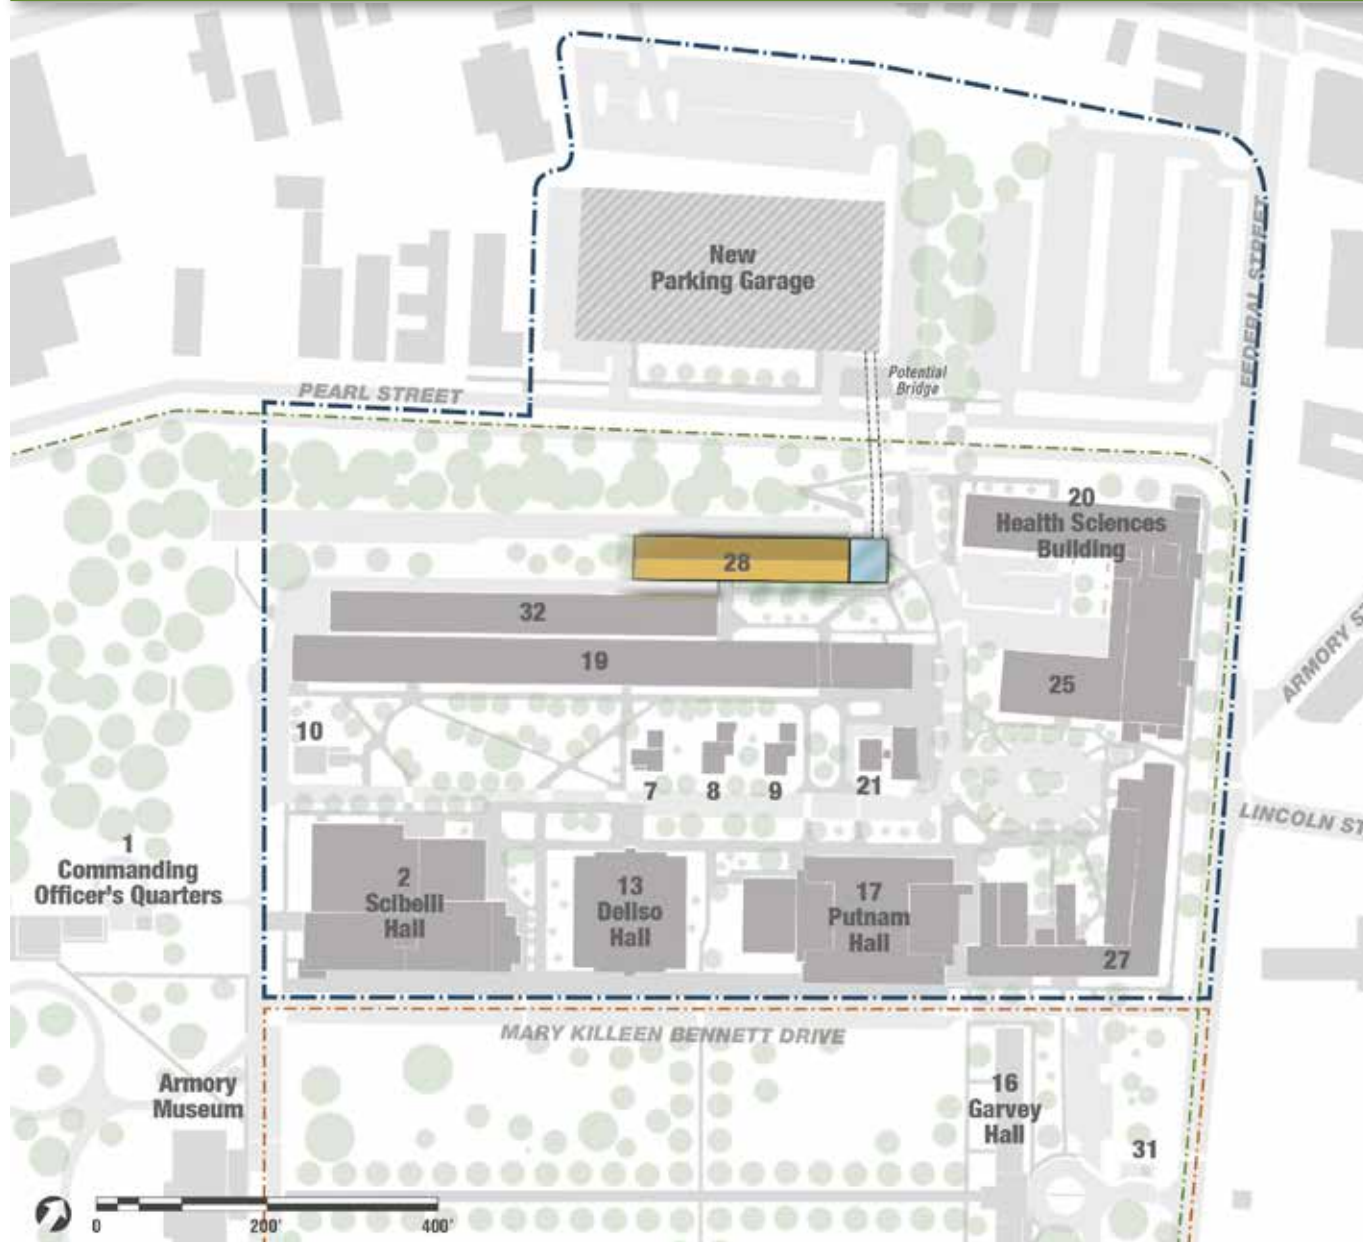 New
Parking Garage
FEDERAL STREET
Potential
Bridge
PEARL STREET
20
Health Sciences
Building
28
32
19
25
ARMORY S
10
7
8
9
21
LINCOLN ST
1
Commanding
Officer's Quarters
2
Scibelli
Hall
13
Deliso
Hall
17
Putnam
Hall
27
MARY KILLEEN BENNETT DRIVE
Armory
Museum
16
Garvey
Hall
31
0
200'
400'